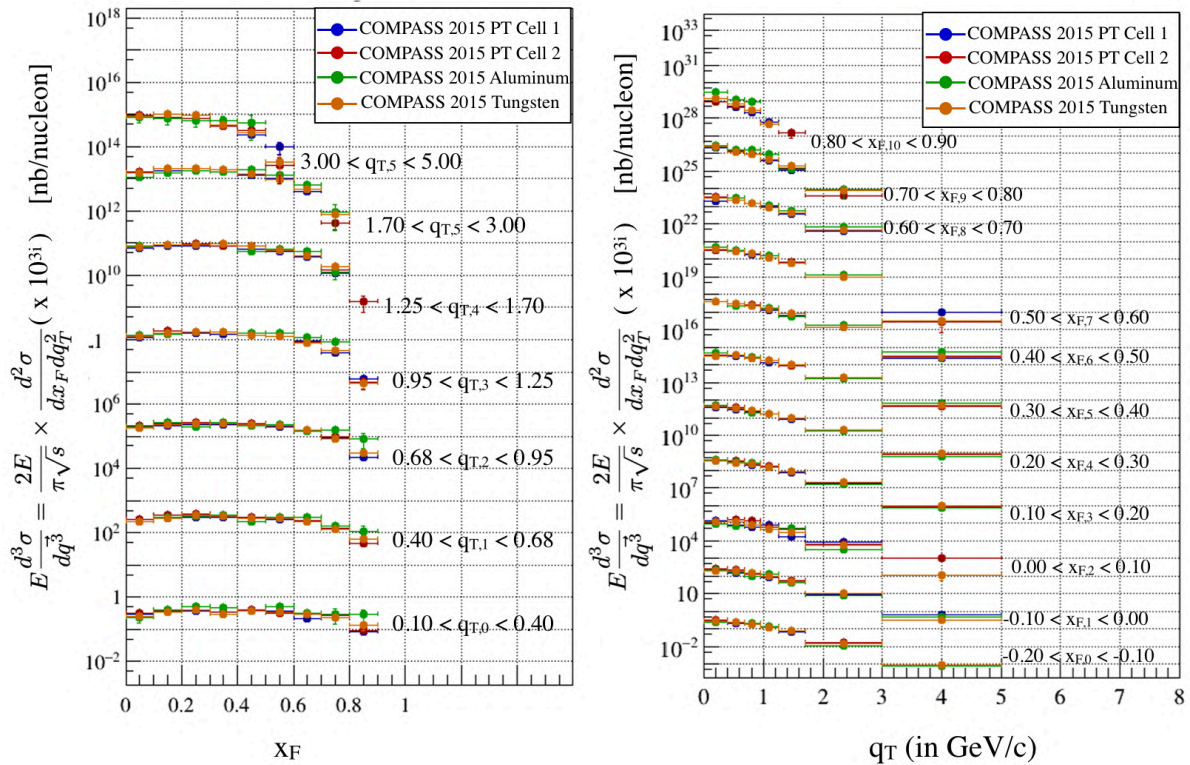 COMPASS 2015 PT Cell 1
COMPASS 2015 PT Cell 2
COMPASS 2015 Aluminum
COMPASS 2015 Tungsten
10^18
10^16
10^14
10^12
10^10
.1
10^6
10^4
10^2
1
10^−2
3.00 < q_T,5 < 5.00
1.70 < q_T,5 < 3.00
1.25 < q_T,4 < 1.70
0.95 < q_T,3 < 1.25
0.68 < q_T,2 < 0.95
0.40 < q_T,1 < 0.68
0.10 < q_T,0 < 0.40
0 0.2 0.4 0.6 0.8 1
x_F
E d^3σ/dq⃗^3 = 2E/π√s × d^2σ/dx_F dq_T^2 ( x 10^3i ) [nb/nucleon]
COMPASS 2015 PT Cell 1
COMPASS 2015 PT Cell 2
COMPASS 2015 Aluminum
COMPASS 2015 Tungsten
10^33
10^31
10^28
10^25
10^22
10^19
10^16
10^13
10^10
10^7
10^4
10
10^−2
0.80 < x_F,10 < 0.90
0.70 < x_F,9 < 0.80
0.60 < x_F,8 < 0.70
0.50 < x_F,7 < 0.60
0.40 < x_F,6 < 0.50
0.30 < x_F,5 < 0.40
0.20 < x_F,4 < 0.30
0.10 < x_F,3 < 0.20
0.00 < x_F,2 < 0.10
-0.10 < x_F,1 < 0.00
-0.20 < x_F,0 < -0.10
0 1 2 3 4 5 6 7 8
q_T (in GeV/c)
E d^3σ/dq⃗^3 = 2E/π√s × d^2σ/dx_F dq_T^2 ( x 10^3i ) [nb/nucleon]